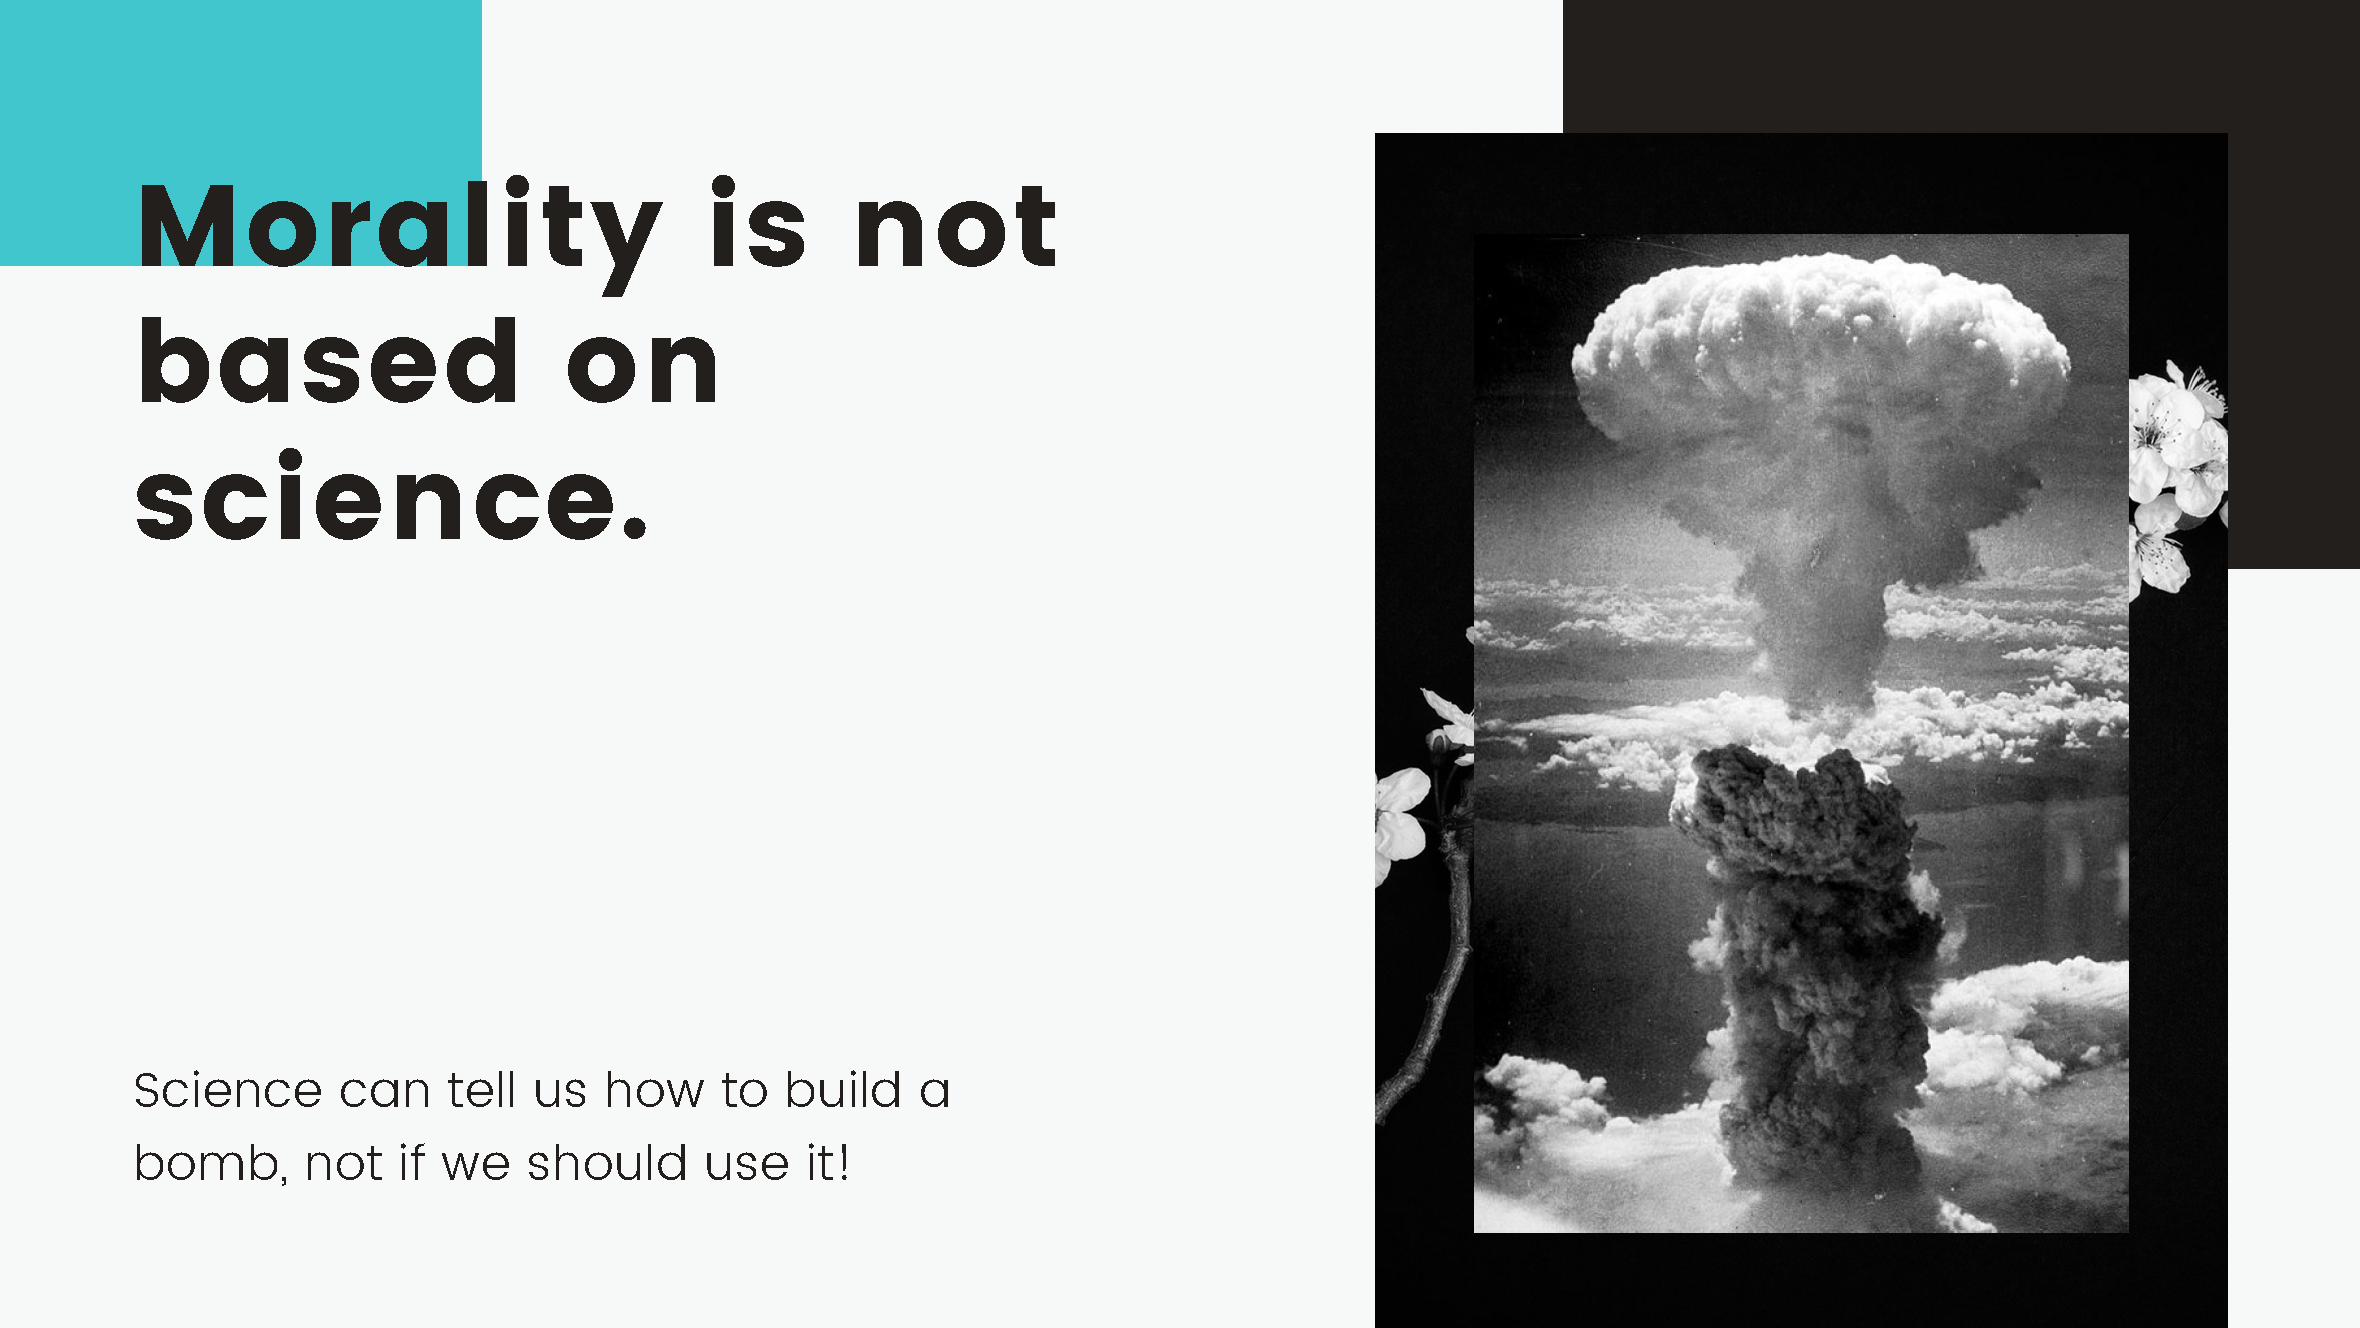 Morality is not
based on
science.
Science can tell us how to build a
bomb, not if we should use it!